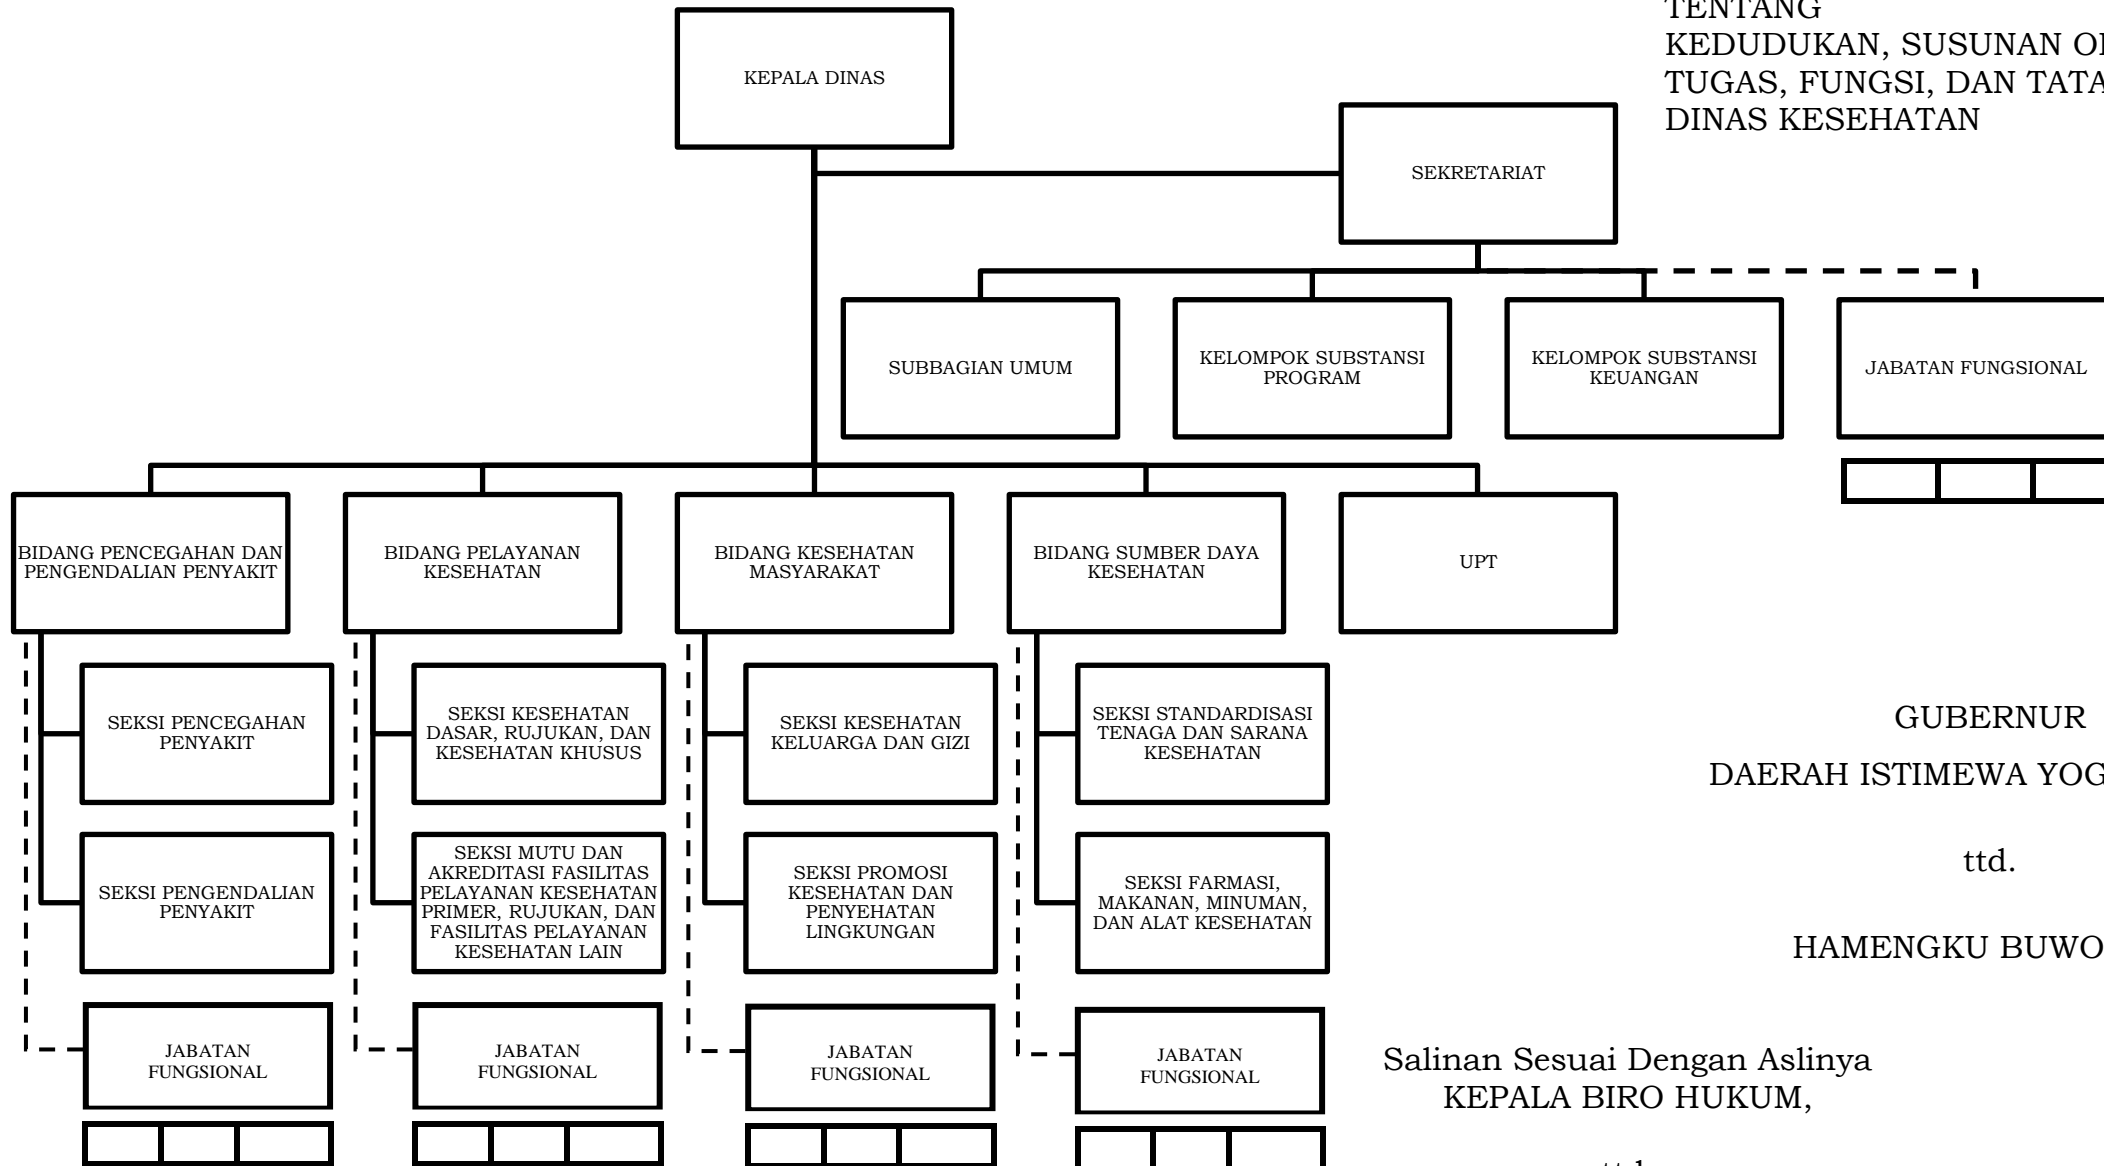 TENTANG
KEDUDUKAN, SUSUNAN
TUGAS, FUNGSI, DAN
DINAS KESEHATAN
KEPALA DINAS
SEKRETARIAT
SUBBAGIAN UMUM
KELOMPOK SUBSTANSI
PROGRAM
KELOMPOK SUBSTANSI
KEUANGAN
JABATAN FUNGSIONAL
BIDANG PENCEGAHAN DAN
PENGENDALIAN PENYAKIT
BIDANG PELAYANAN
KESEHATAN
BIDANG KESEHATAN
MASYARAKAT
BIDANG SUMBER DAYA
KESEHATAN
UPT
SEKSI PENCEGAHAN
PENYAKIT
SEKSI KESEHATAN
DASAR, RUJUKAN, DAN
KESEHATAN KHUSUS
SEKSI KESEHATAN
KELUARGA DAN GIZI
SEKSI STANDARDISASI
TENAGA DAN SARANA
KESEHATAN
SEKSI PENGENDALIAN
PENYAKIT
SEKSI MUTU DAN
AKREDITASI FASILITAS
PELAYANAN KESEHATAN
PRIMER, RUJUKAN, DAN
FASILITAS PELAYANAN
KESEHATAN LAIN
SEKSI PROMOSI
KESEHATAN DAN
PENYEHATAN
LINGKUNGAN
SEKSI FARMASI,
MAKANAN, MINUMAN,
DAN ALAT KESEHATAN
JABATAN
FUNGSIONAL
JABATAN
FUNGSIONAL
JABATAN
FUNGSIONAL
JABATAN
FUNGSIONAL
GUBERNUR
DAERAH ISTIMEWA
ttd.
HAMENGKU
Salinan Sesuai Dengan Aslinya
KEPALA BIRO HUKUM,